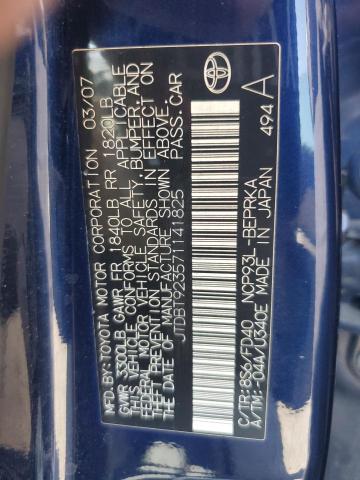 MFD. BY: TOYOTA MOTOR CORPORATION 03/07
GVWR 3300LB GAWR FR 1840LB RR 1820LB
THIS VEHICLE CONFORMS TO ALL APPLICABLE
FEDERAL MOTOR VEHICLE SAFETY, BUMPER, AND
THEFT PREVENTION STANDARDS IN EFFECT ON
THE DATE OF MANUFACTURE SHOWN ABOVE.
JTDBT923571141825 PASS. CAR
C/TR: 8S6/FD40 NCP93L-BEPRKA
A/TM: -04A/U340E MADE IN JAPAN 494 A